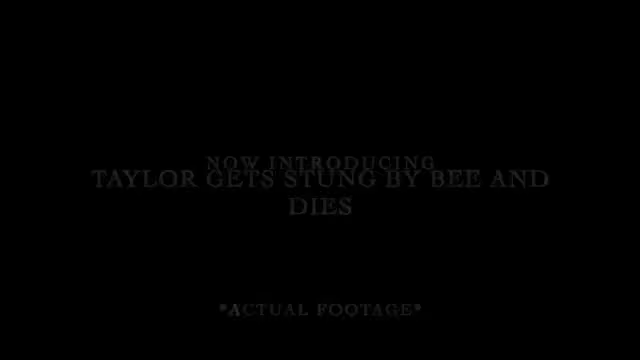 NOW INTRODUCING
TAYLOR GETS STUNG BY BEE AND
DIES
*ACTUAL FOOTAGE*